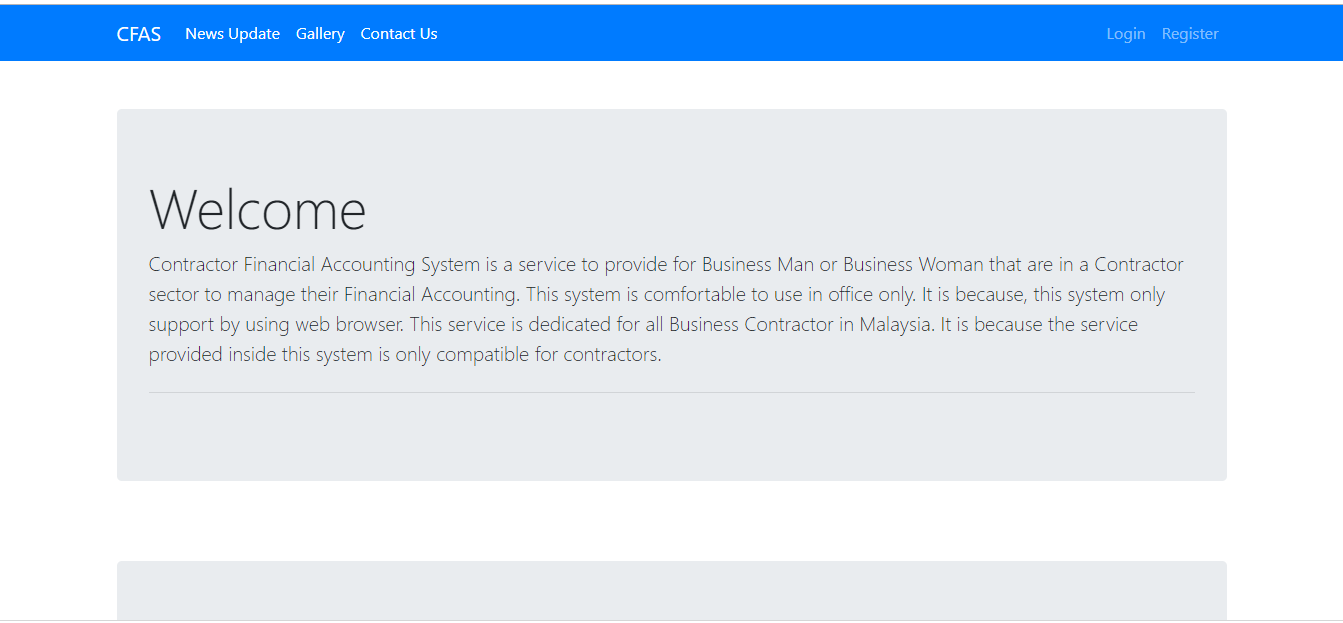 CFAS News Update Gallery Contact Us Login Register
Welcome
Contractor Financial Accounting System is a service to provide for Business Man or Business Woman that are in a Contractor
sector to manage their Financial Accounting. This system is comfortable to use in office only. It is because, this system only
support by using web browser. This service is dedicated for all Business Contractor in Malaysia. It is because the service
provided inside this system is only compatible for contractors.